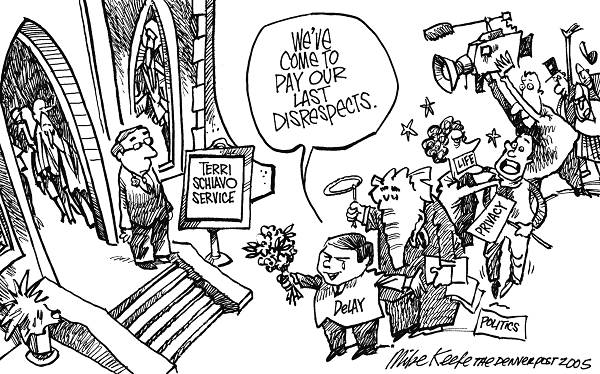 WE'VE
COME TO
PAY OUR
LAST
DISRESPECTS.
TERRI
SCHIAVO
SERVICE
LIFE
PRIVACY
DeLAY
POLITICS
Mike Keefe THE DENVER POST 2005